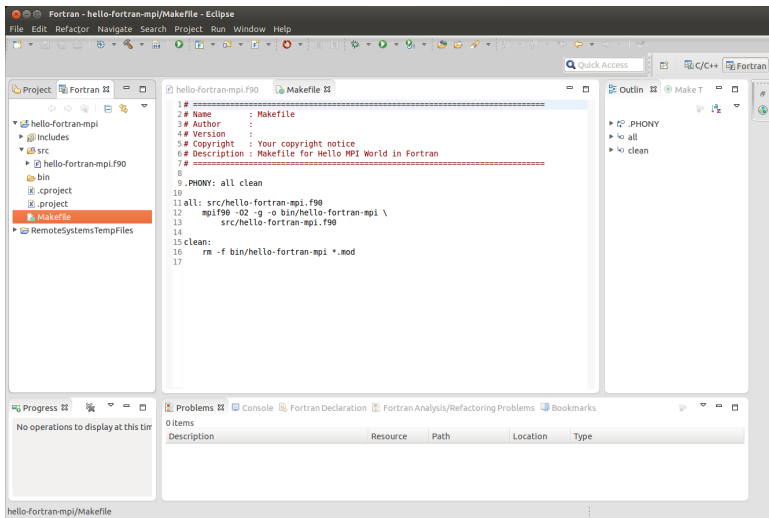 Fortran - hello-fortran-mpi/Makefile - Eclipse
File Edit Refactor Navigate Search Project Run Window Help
Quick Access C/C++ Fortran
Project Fortran
hello-fortran-mpi
Includes
src
hello-fortran-mpi.f90
bin
.cproject
.project
Makefile
RemoteSystemsTempFiles
hello-fortran-mpi.f90 Makefile
1 # ======================================================================
2 # Name        :
Makefile
3 # Author      :
4 # Version     :
5 # Copyright   : Your copyright notice
6 # Description : Makefile for Hello MPI World in Fortran
7 # ======================================================================
8
9 .PHONY: all clean
10
11 all: src/hello-fortran-mpi.f90
12     mpif90 -O2 -g -o bin/hello-fortran-mpi \
13         src/hello-fortran-mpi.f90
14
15 clean:
16     rm -f bin/hello-fortran-mpi *.mod
17
Outlin Make T
.PHONY
all
clean
Progress
No operations to display at this tim
Problems Console Fortran Declaration Fortran Analysis/Refactoring Problems Bookmarks
0 items
Description Resource Path Location Type
hello-fortran-mpi/Makefile